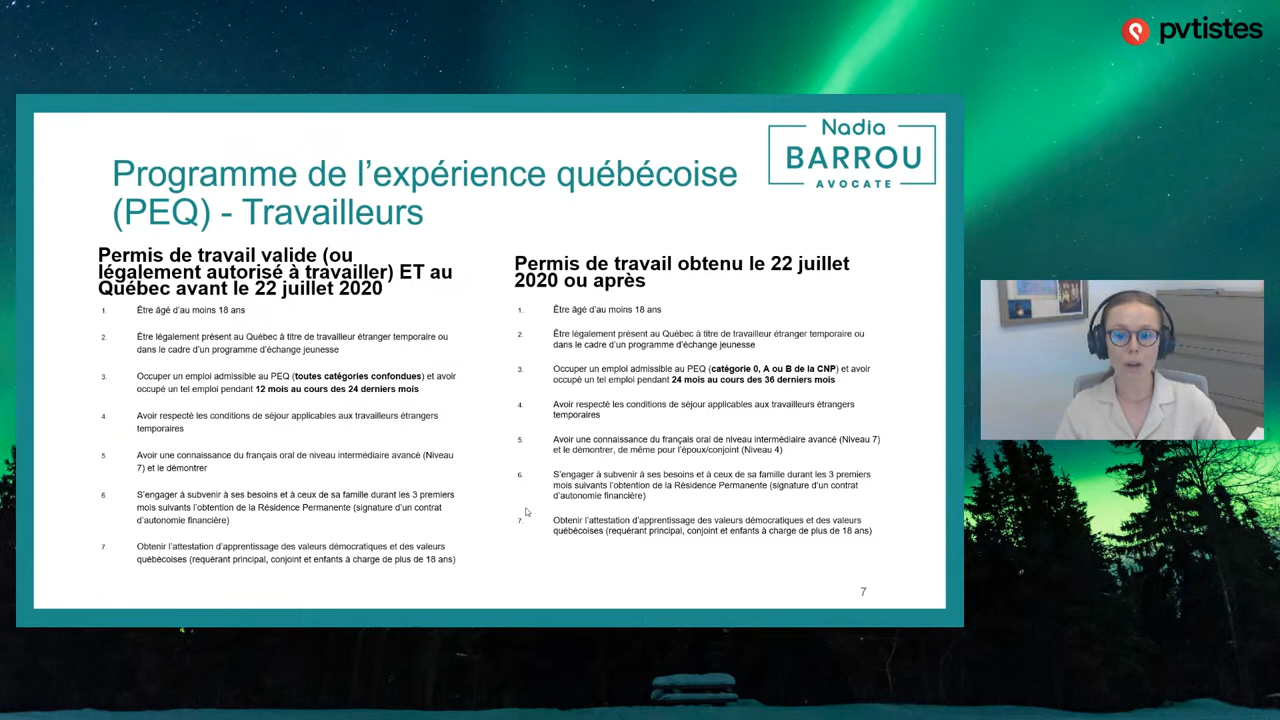 pvtistes
Nadia
BARROU
AVOCATE
Programme de l’expérience québécoise
(PEQ) - Travailleurs
Permis de travail valide (ou
légalement autorisé à travailler) ET au
Québec avant le 22 juillet 2020
1. Être âgé d’au moins 18 ans
2. Être légalement présent au Québec à titre de travailleur étranger temporaire ou
dans le cadre d’un programme d’échange jeunesse
3. Occuper un emploi admissible au PEQ (toutes catégories confondues) et avoir
occupé un tel emploi pendant 12 mois au cours des 24 derniers mois
4. Avoir respecté les conditions de séjour applicables aux travailleurs étrangers
temporaires
5. Avoir une connaissance du français oral de niveau intermédiaire avancé (Niveau
7) et le démontrer
6. S’engager à subvenir à ses besoins et à ceux de sa famille durant les 3 premiers
mois suivants l’obtention de la Résidence Permanente (signature d’un contrat
d’autonomie financière)
7. Obtenir l’attestation d’apprentissage des valeurs démocratiques et des valeurs
québécoises (requérant principal, conjoint et enfants à charge de plus de 18 ans)
Permis de travail obtenu le 22 juillet
2020 ou après
1. Être âgé d’au moins 18 ans
2. Être légalement présent au Québec à titre de travailleur étranger temporaire ou
dans le cadre d’un programme d’échange jeunesse
3. Occuper un emploi admissible au PEQ (catégorie 0, A ou B de la CNP) et avoir
occupé un tel emploi pendant 24 mois au cours des 36 derniers mois
4. Avoir respecté les conditions de séjour applicables aux travailleurs étrangers
temporaires
5. Avoir une connaissance du français oral de niveau intermédiaire avancé (Niveau 7)
et le démontrer, de même pour l’époux/conjoint (Niveau 4)
6. S’engager à subvenir à ses besoins et à ceux de sa famille durant les 3 premiers
mois suivants l’obtention de la Résidence Permanente (signature d’un contrat
d’autonomie financière)
7. Obtenir l’attestation d’apprentissage des valeurs démocratiques et des valeurs
québécoises (requérant principal, conjoint et enfants à charge de plus de 18 ans)
7